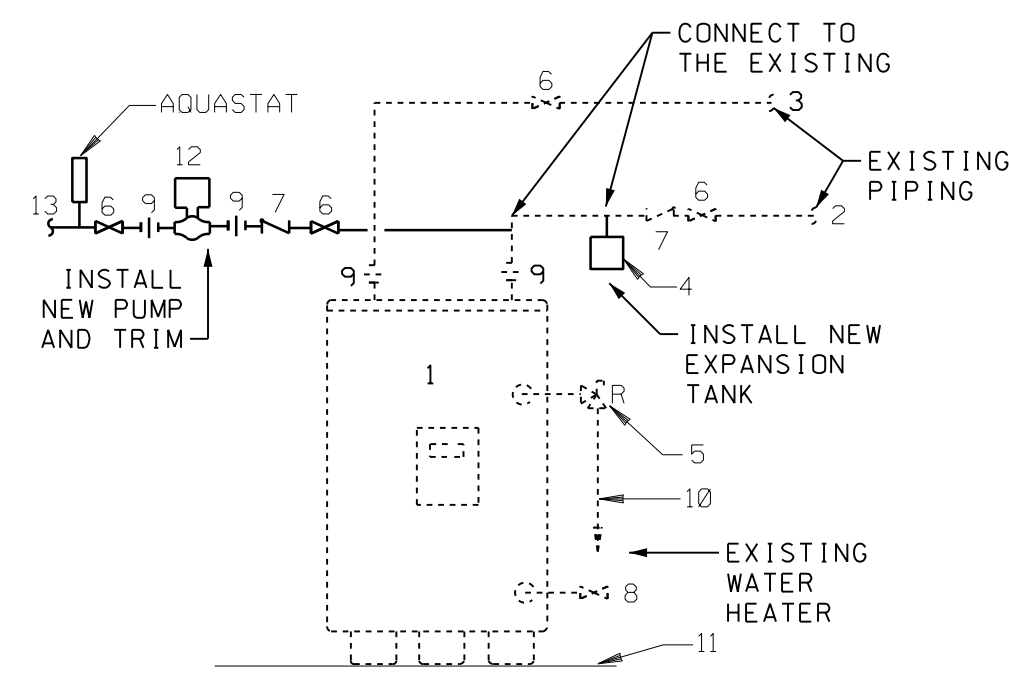 CONNECT TO
THE EXISTING
6
3
AQUASTAT
12
EXISTING
PIPING
13
6
9
9
7
6
6
2
7
9
9
4
INSTALL
NEW PUMP
AND TRIM
INSTALL NEW
EXPANSION
TANK
1
R
5
10
EXISTING
WATER
HEATER
8
11